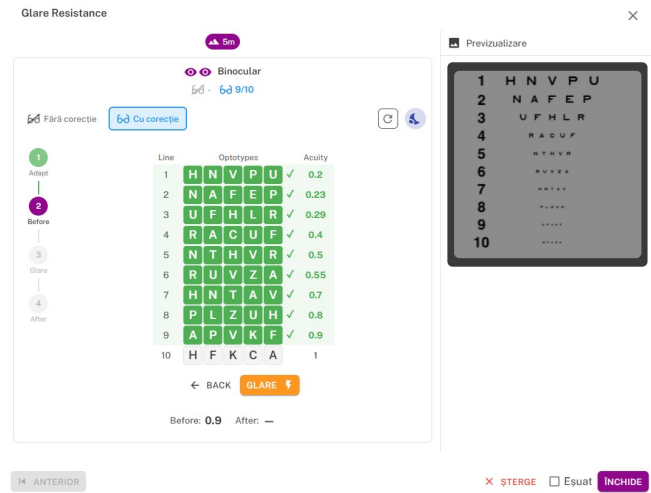 Glare Resistance
5m
Previzualizare
Binocular
- 9/10
Fără corecție Cu corecție
1
Adapt
2
Before
3
Glare
4
After
Line Optotypes Acuity
1 H N V P U ✓ 0.2
2 N A F E P ✓ 0.23
3 U F H L R ✓ 0.29
4 R A C U F ✓ 0.4
5 N T H V R ✓ 0.5
6 R U V Z A ✓ 0.55
7 H N T A V ✓ 0.7
8 P L Z U H ✓ 0.8
9 A P V K F ✓ 0.9
10 H F K C A 1
← BACK GLARE
Before: 0.9 After: —
1 H N V P U
2 N A F E P
3 U F H L R
4 R A C U F
5 N T H V R
6 R U V Z A
7 H N T A V
8
9
10
ANTERIOR
ȘTERGE Eșuat ÎNCHIDE